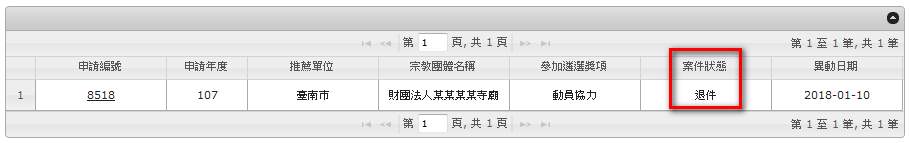 第 1 頁, 共 1 頁 第 1 至 1 筆, 共 1 筆
申請編號 申請年度 推薦單位 宗教團體名稱 參加遴選獎項 案件狀態 異動日期
1 8518 107 臺南市 財團法人某某某某寺廟 動員協力 退件 2018-01-10
第 1 頁, 共 1 頁 第 1 至 1 筆, 共 1 筆